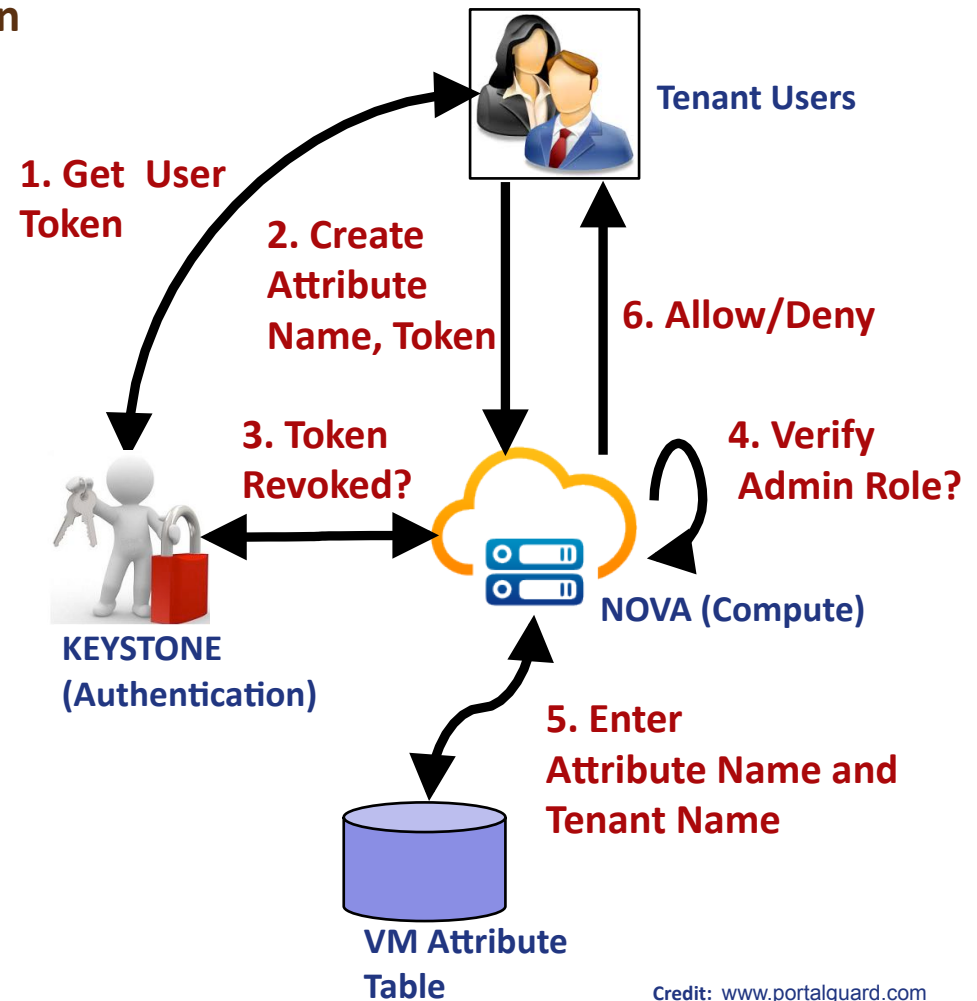 n
Tenant Users
1. Get User
Token
2. Create
Attribute
Name, Token
6. Allow/Deny
3. Token
Revoked?
4. Verify
Admin Role?
NOVA (Compute)
KEYSTONE
(Authentication)
5. Enter
Attribute Name and
Tenant Name
VM Attribute
Table
Credit: www.portalguard.com